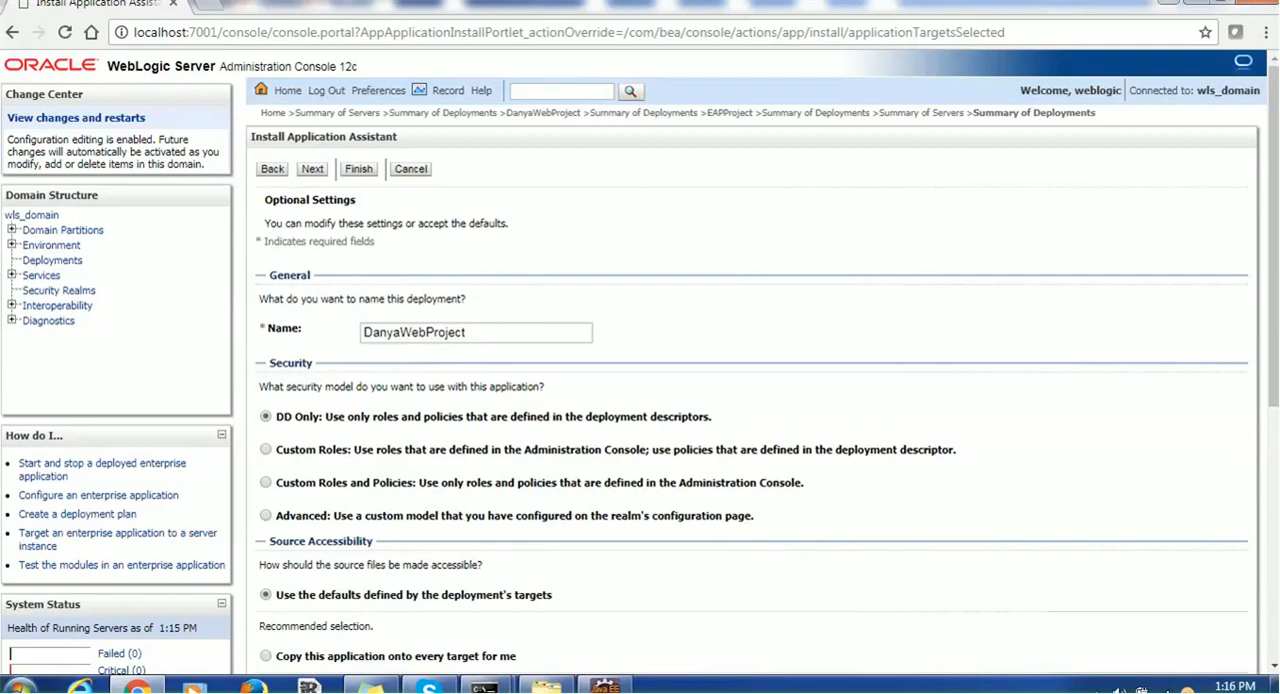 Install Application Assist
localhost:7001/console/console.portal?AppApplicationInstallPortlet_actionOverride=/com/bea/console/actions/app/install/applicationTargetsSelected
ORACLE WebLogic Server Administration Console 12c
Change Center
View changes and restarts
Configuration editing is enabled. Future
changes will automatically be activated as you
modify, add or delete items in this domain.
Domain Structure
wls_domain
Domain Partitions
Environment
Deployments
Services
Security Realms
Interoperability
Diagnostics
How do I...
Start and stop a deployed enterprise
application
Configure an enterprise application
Create a deployment plan
Target an enterprise application to a server
instance
Test the modules in an enterprise application
System Status
Health of Running Servers as of 1:15 PM
Failed (0)
Critical (0)
Home Log Out Preferences Record Help
Welcome, weblogic Connected to: wls_domain
Home >Summary of Servers >Summary of Deployments >DanyaWebProject >Summary of Deployments >EAPProject >Summary of Deployments >Summary of Servers >Summary of Deployments
Install Application Assistant
Back Next Finish Cancel
Optional Settings
You can modify these settings or accept the defaults.
* Indicates required fields
General
What do you want to name this deployment?
* Name: DanyaWebProject
Security
What security model do you want to use with this application?
DD Only: Use only roles and policies that are defined in the deployment descriptors.
Custom Roles: Use roles that are defined in the Administration Console; use policies that are defined in the deployment descriptor.
Custom Roles and Policies: Use only roles and policies that are defined in the Administration Console.
Advanced: Use a custom model that you have configured on the realm's configuration page.
Source Accessibility
How should the source files be made accessible?
Use the defaults defined by the deployment's targets
Recommended selection.
Copy this application onto every target for me
Java EE
1:16 PM